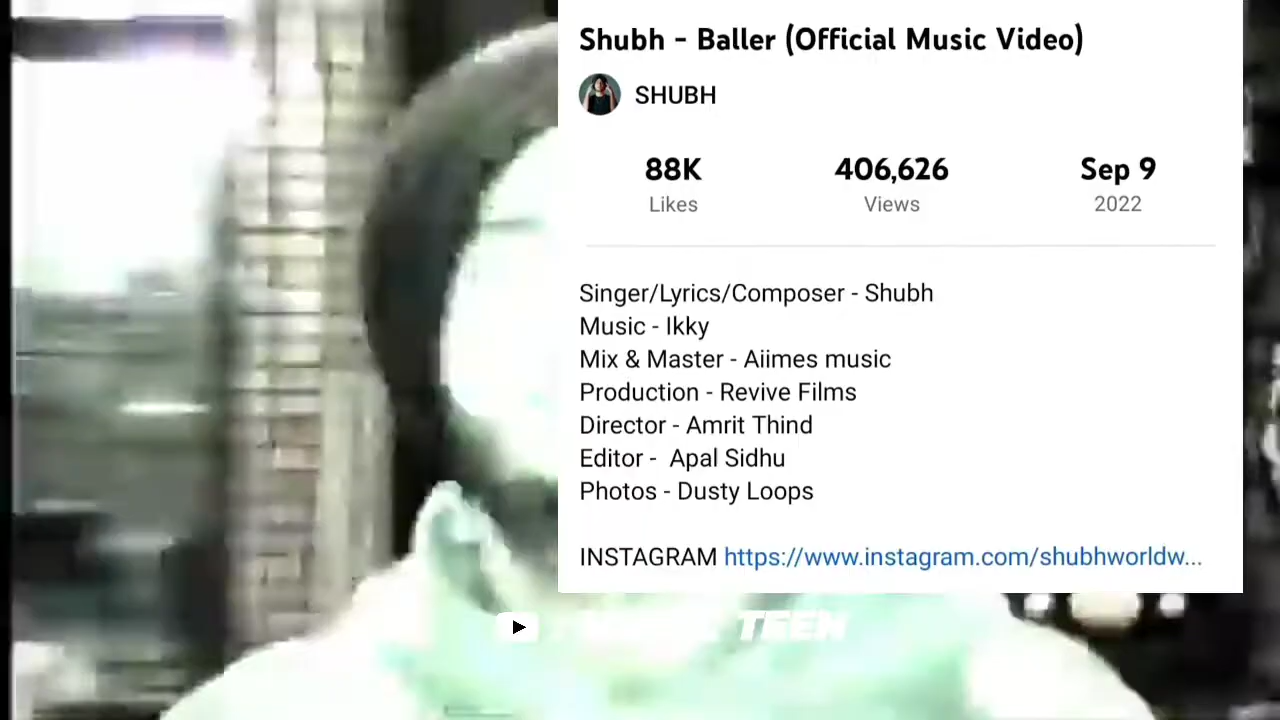 Shubh - Baller (Official Music Video)
SHUBH
88K 406,626 Sep 9
Likes Views 2022
Singer/Lyrics/Composer - Shubh
Music - Ikky
Mix & Master - Aiimes music
Production - Revive Films
Director - Amrit Thind
Editor - Apal Sidhu
Photos - Dusty Loops
INSTAGRAM https://www.instagram.com/shubhworldw...
TEEN